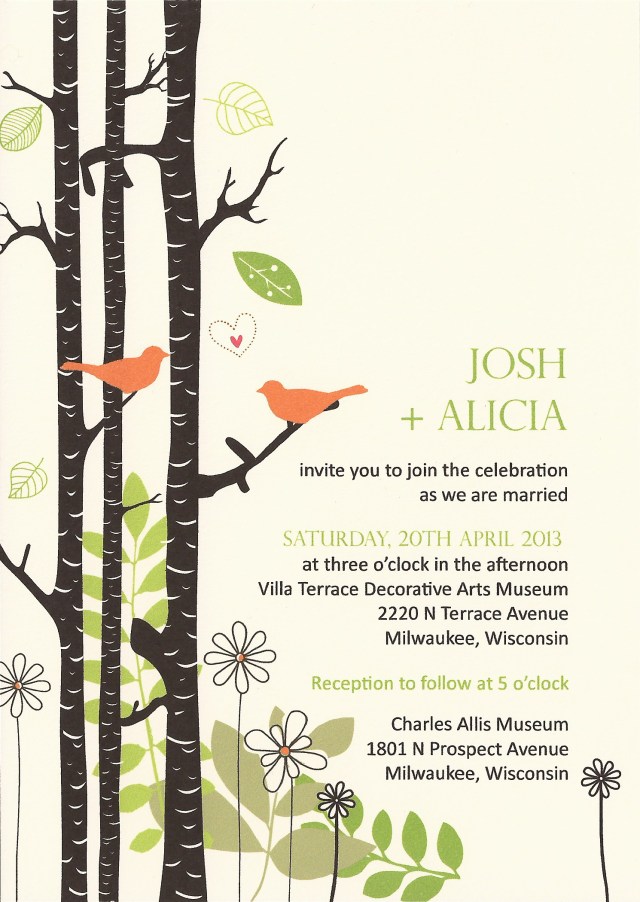 JOSH
+ ALICIA
invite you to join the celebration
as we are married
SATURDAY, 20TH APRIL 2013
at three o'clock in the afternoon
Villa Terrace Decorative Arts Museum
2220 N Terrace Avenue
Milwaukee, Wisconsin
Reception to follow at 5 o'clock
Charles Allis Museum
1801 N Prospect Avenue
Milwaukee, Wisconsin